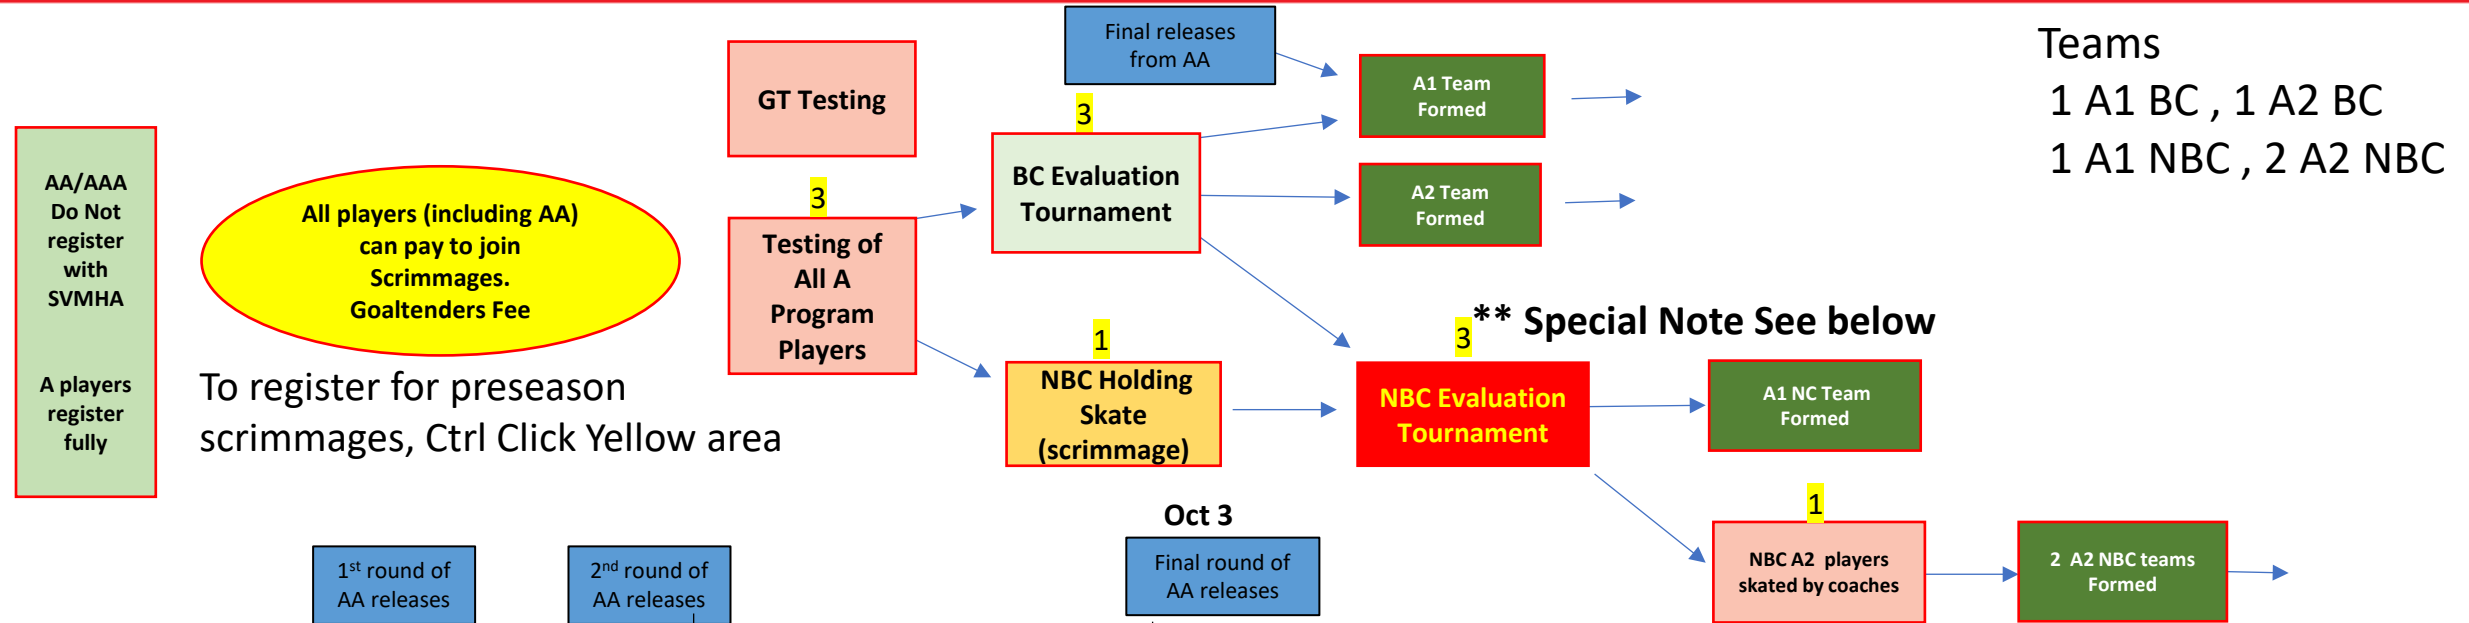 Final releases
from AA
Teams
1 A1 BC , 1 A2 BC
1 A1 NBC , 2 A2 NBC
GT Testing
3
A1 Team
Formed
AA/AAA
Do Not
register
with
SVMHA
A players
register
fully
All players (including AA)
can pay to join
Scrimmages.
Goaltenders Fee
3
Testing of
All A
Program
Players
BC Evaluation
Tournament
A2 Team
Formed
To register for preseason
scrimmages, Ctrl Click Yellow area
1
NBC Holding
Skate
(scrimmage)
3
** Special Note See below
NBC Evaluation
Tournament
A1 NC Team
Formed
1
NBC A2 players
skated by coaches
2 A2 NBC teams
Formed
1st round of
AA releases
2nd round of
AA releases
Oct 3
Final round of
AA releases